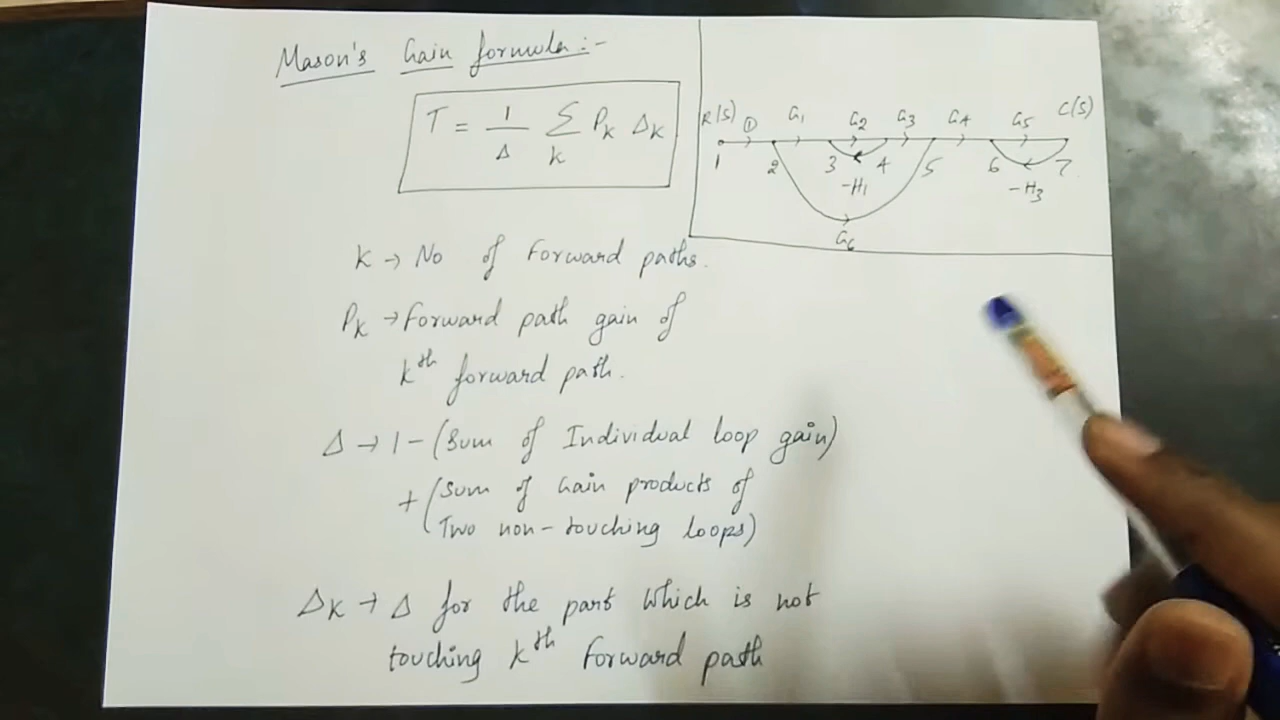 Mason's Gain formula:-
T = 1/Δ Σ_K P_K Δ_K
K → No of Forward paths.
P_K → Forward path gain of
K^th forward path.
Δ → 1 - (Sum of Individual loop gain)
+ (Sum of Gain products of
Two non-touching loops)
Δ_K → Δ for the part which is not
touching K^th Forward path
R(S) ① G1 G2 G3 G4 G5 C(S)
1 2 3 4 5 6 7
-H1 -H3
G6